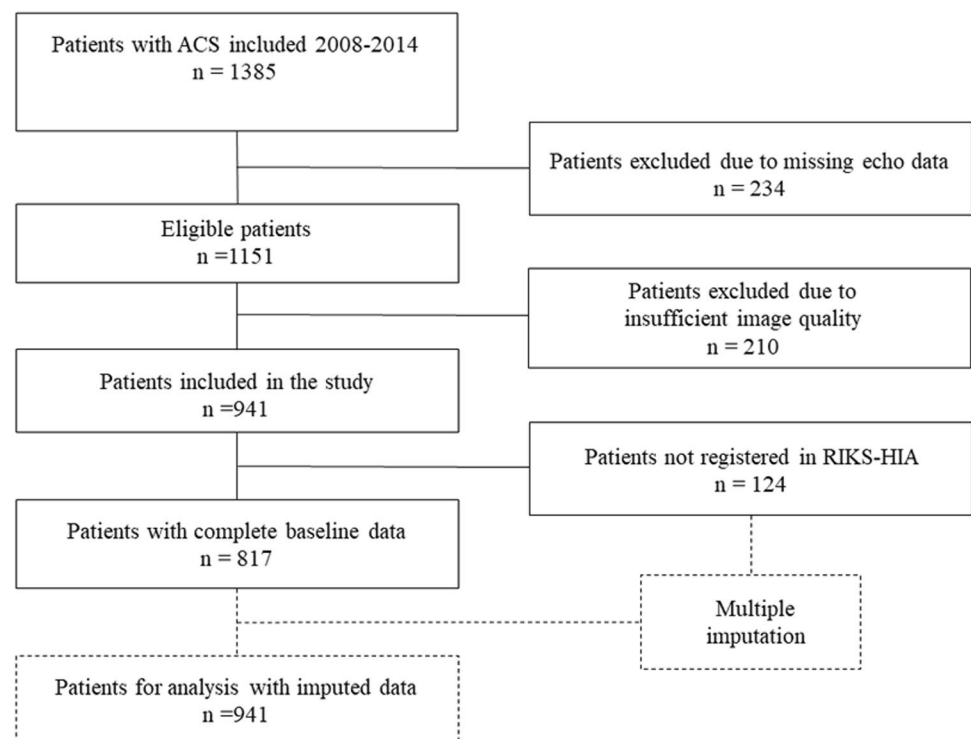 Patients with ACS included 2008-2014
n = 1385
Patients excluded due to missing echo data
n = 234
Eligible patients
n =1151
Patients excluded due to
insufficient image quality
n = 210
Patients included in the study
n =941
Patients not registered in RIKS-HIA
n = 124
Patients with complete baseline data
n = 817
Multiple
imputation
Patients for analysis with imputed data
n =941